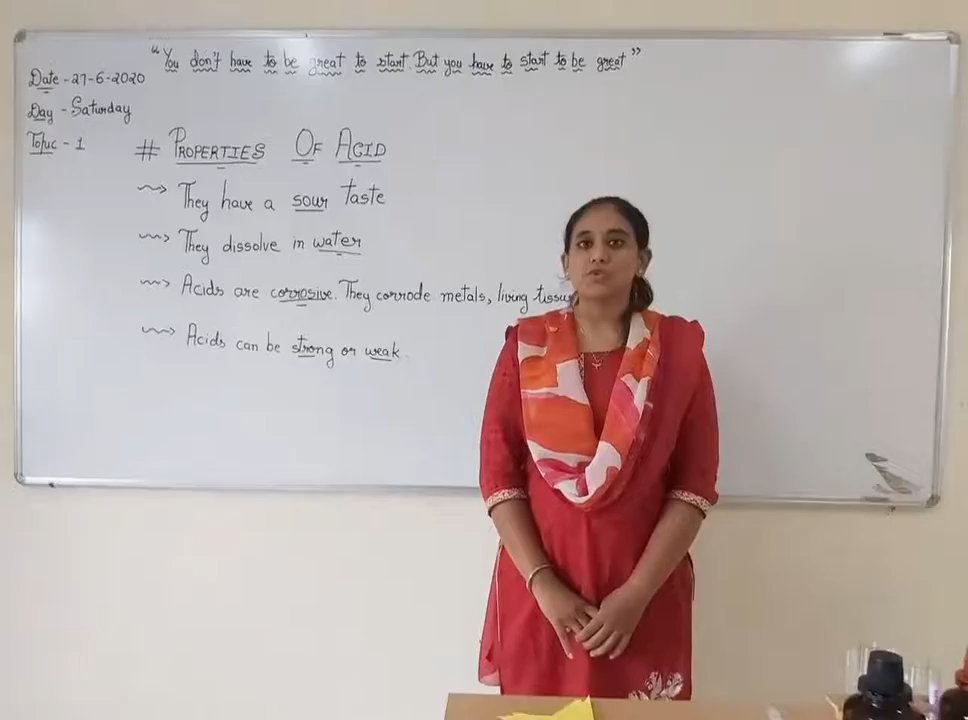 “You don't have to be great to start But you have to start to be great”
Date - 27-6-2020
Day - Saturday
Topic - 1
# PROPERTIES OF ACID
They have a sour taste
They dissolve in water
Acids are corrosive. They corrode metals, living
Acids can be strong or weak.